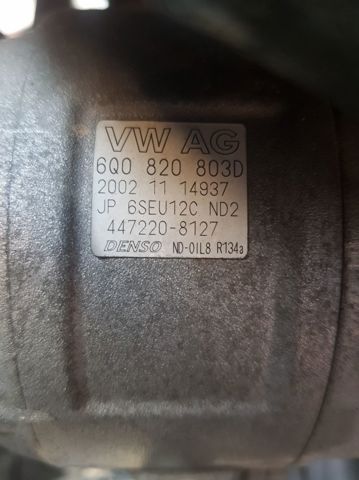 VW AG
6Q0 820 803D
2002 11 14937
JP 6SEU12C ND2
447220-8127
DENSO ND-OIL8 R134a